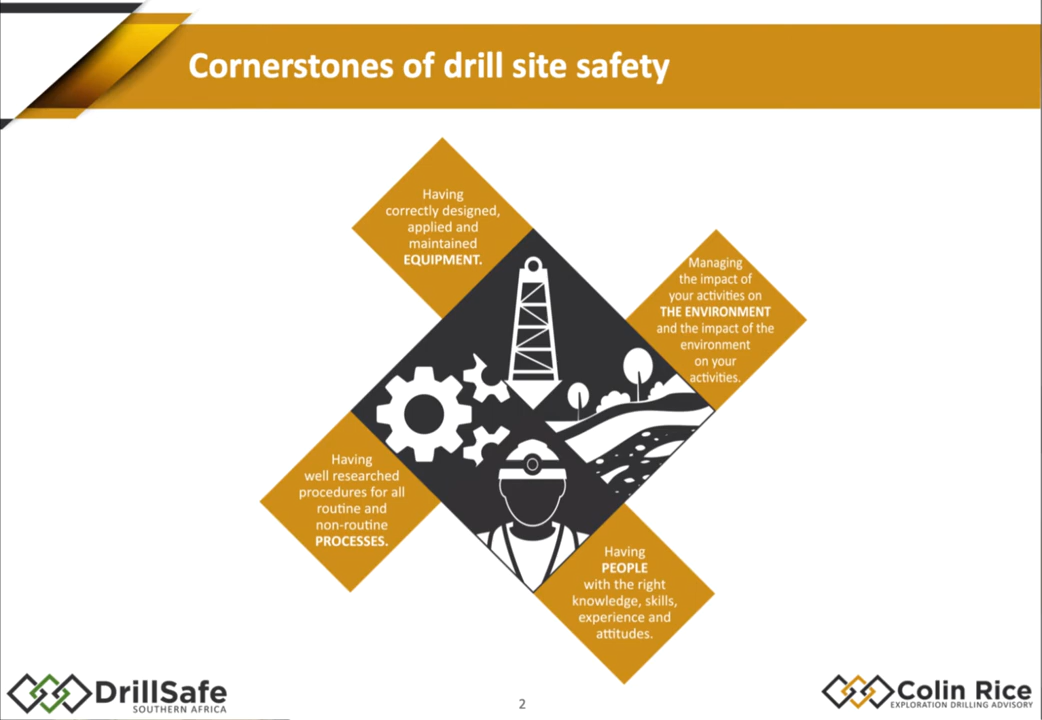 Cornerstones of drill site safety
Having
correctly designed,
applied and
maintained
EQUIPMENT.
Managing
the impact of
your activities on
THE ENVIRONMENT
and the impact of the
environment
on your
activities.
Having
well researched
procedures for all
routine and
non-routine
PROCESSES.
Having
PEOPLE
with the right
knowledge, skills,
experience and
attitudes.
DrillSafe
SOUTHERN AFRICA
2
Colin Rice
EXPLORATION DRILLING ADVISORY